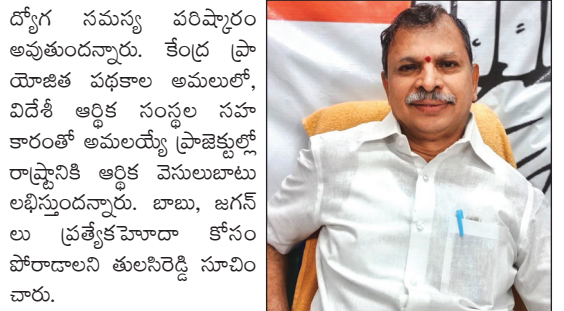 ద్యోగ సమస్య పరిష్కారం
అవుతుందన్నారు. కేంద్ర ప్రా
యోజిత పథకాల అమలులో,
విదేశీ ఆర్థిక సంస్థల సహ
కారంతో అమలయ్యే ప్రాజెక్టుల్లో
రాష్ట్రానికి ఆర్థిక వెసులుబాటు
లభిస్తుందన్నారు. బాబు, జగన్
లు ప్రత్యేకహెూదా కోసం
పోరాడాలని తులసిరెడ్డి సూచిం
చారు.